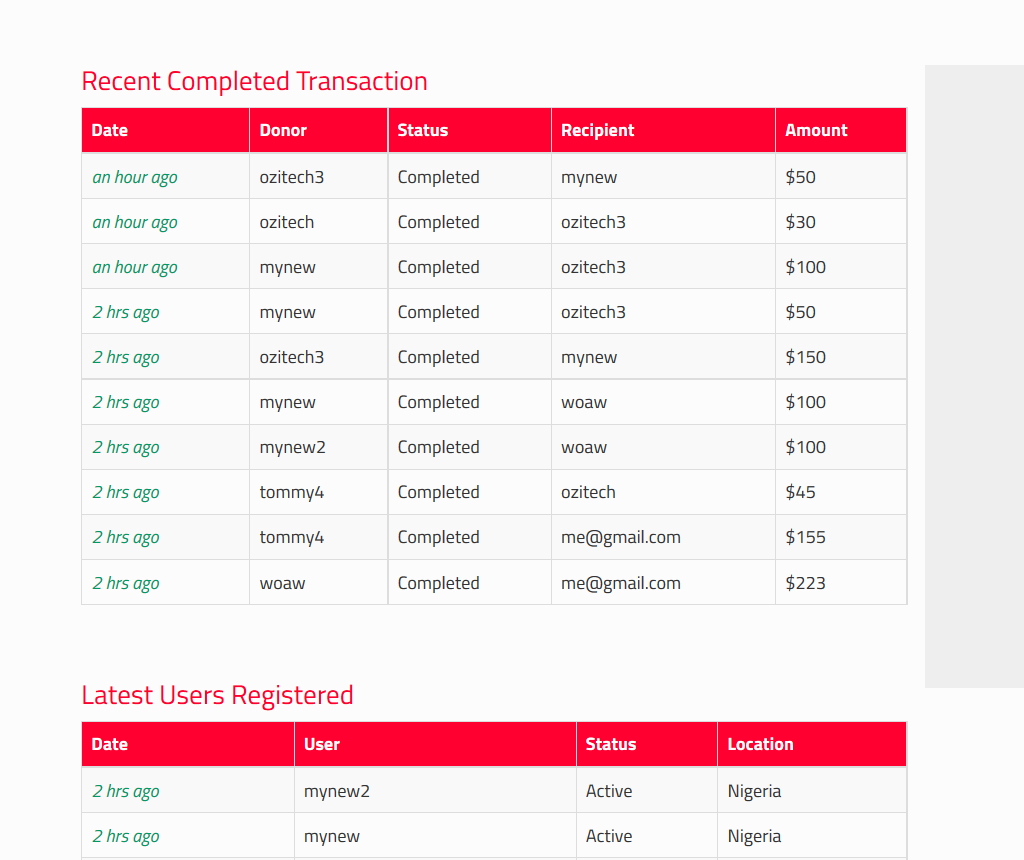 Recent Completed Transaction
Date Donor Status Recipient Amount
an hour ago ozitech3 Completed mynew $50
an hour ago ozitech Completed ozitech3 $30
an hour ago mynew Completed ozitech3 $100
2 hrs ago mynew Completed ozitech3 $50
2 hrs ago ozitech3 Completed mynew $150
2 hrs ago mynew Completed woaw $100
2 hrs ago mynew2 Completed woaw $100
2 hrs ago tommy4 Completed ozitech $45
2 hrs ago tommy4 Completed me@gmail.com $155
2 hrs ago woaw Completed me@gmail.com $223
Latest Users Registered
Date User Status Location
2 hrs ago mynew2 Active Nigeria
2 hrs ago mynew Active Nigeria